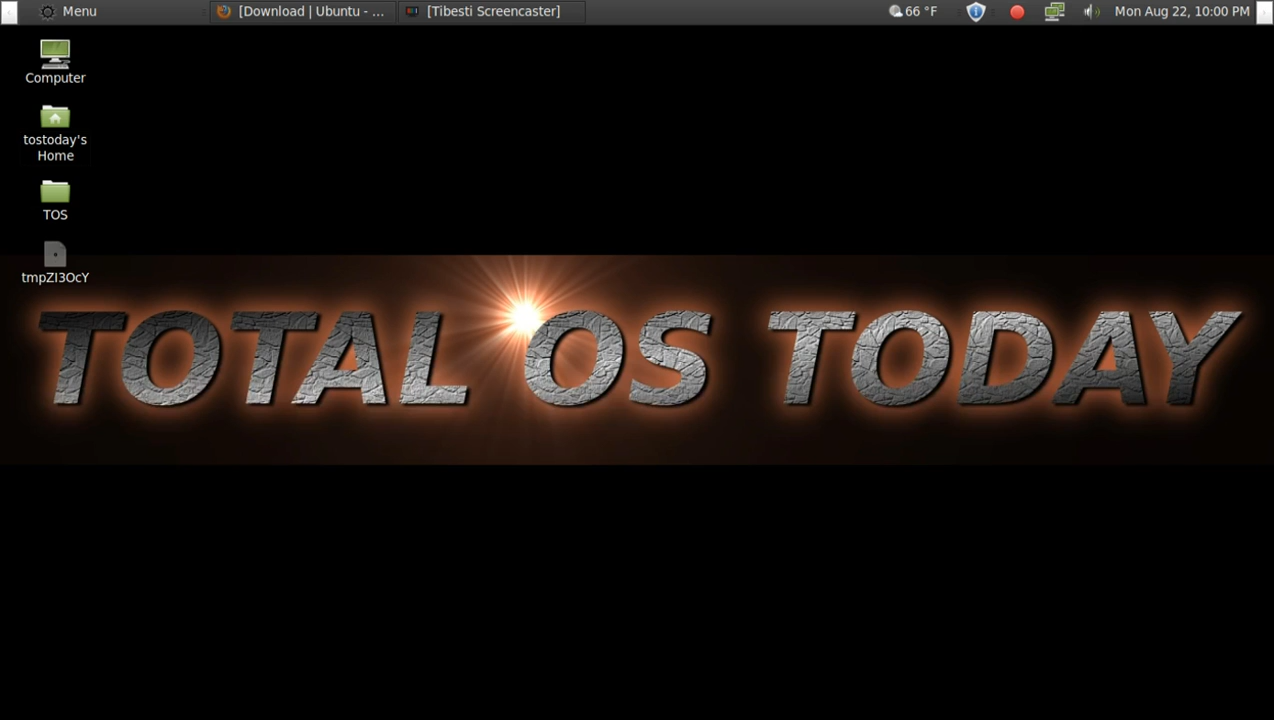 Menu
[Download | Ubuntu - ...
[Tibesti Screencaster]
66 °F
Mon Aug 22, 10:00 PM
Computer
tostoday's
Home
TOS
tmpZI3OcY
TOTAL OS TODAY